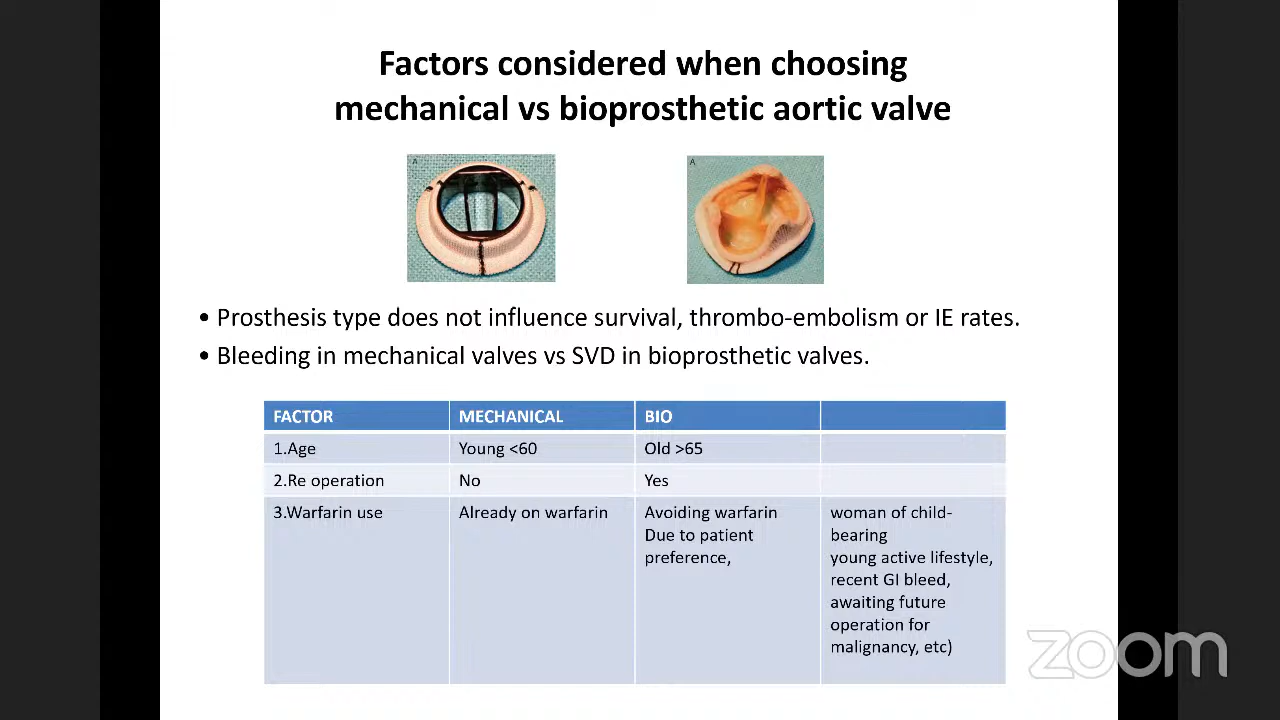 Factors considered when choosing
mechanical vs bioprosthetic aortic valve
A
A
• Prosthesis type does not influence survival, thrombo-embolism or IE rates.
• Bleeding in mechanical valves vs SVD in bioprosthetic valves.
FACTOR MECHANICAL BIO
1.Age Young <60 Old >65
2.Re operation No Yes
3.Warfarin use Already on warfarin Avoiding warfarin woman of child-
Due to patient bearing
preference, young active lifestyle,
recent GI bleed,
awaiting future
operation for
malignancy, etc)
zoom